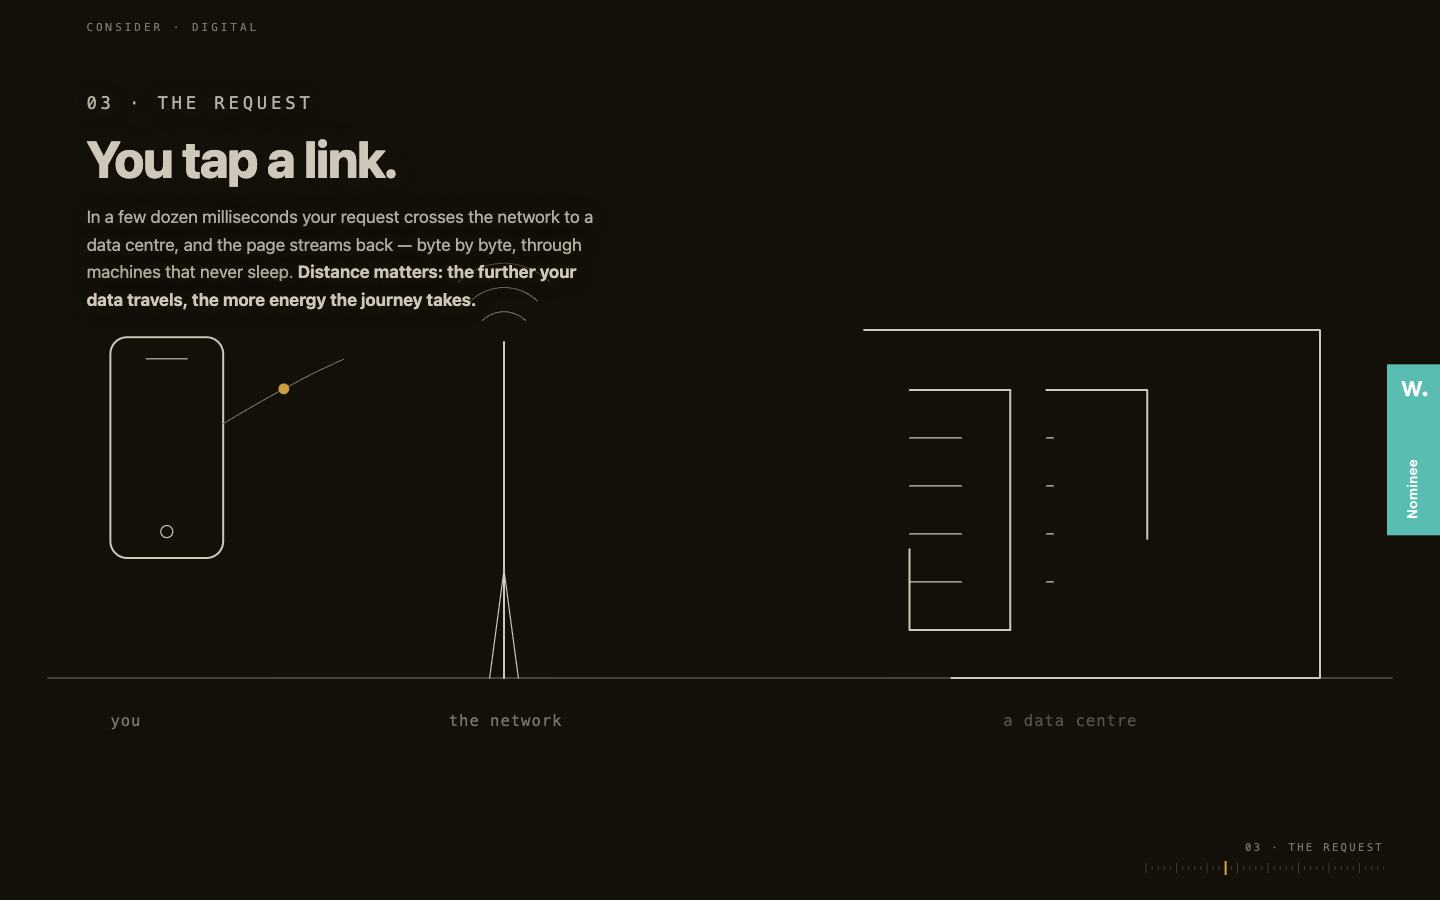 CONSIDER · DIGITAL
03 · THE REQUEST
You tap a link.
In a few dozen milliseconds your request crosses the network to a
data centre, and the page streams back — byte by byte, through
machines that never sleep. Distance matters: the further your
data travels, the more energy the journey takes.
W.
Nominee
you
the network
a data centre
03 · THE REQUEST